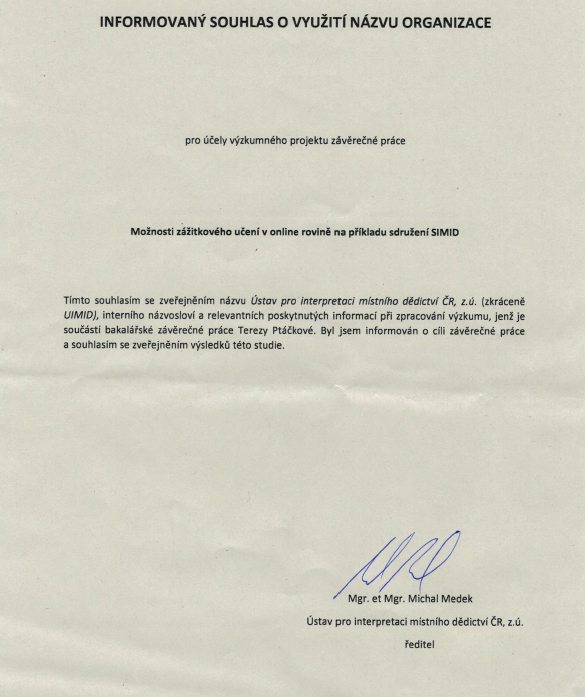 INFORMOVANÝ SOUHLAS O VYUŽITÍ NÁZVU ORGANIZACE
pro účely výzkumného projektu závěrečné práce
Možnosti zážitkového učení v online rovině na příkladu sdružení SIMID
Tímto souhlasím se zveřejněním názvu Ústav pro interpretaci místního dědictví ČR, z.ú. (zkráceně
UIMID), interního názvosloví a relevantních poskytnutých informací při zpracování výzkumu, jenž je
součástí bakalářské závěrečné práce Terezy Ptáčkové. Byl jsem informován o cíli závěrečné práce
a souhlasím se zveřejněním výsledků této studie.
Mgr. et Mgr. Michal Medek
Ústav pro interpretaci místního dědictví ČR, z.ú.
ředitel